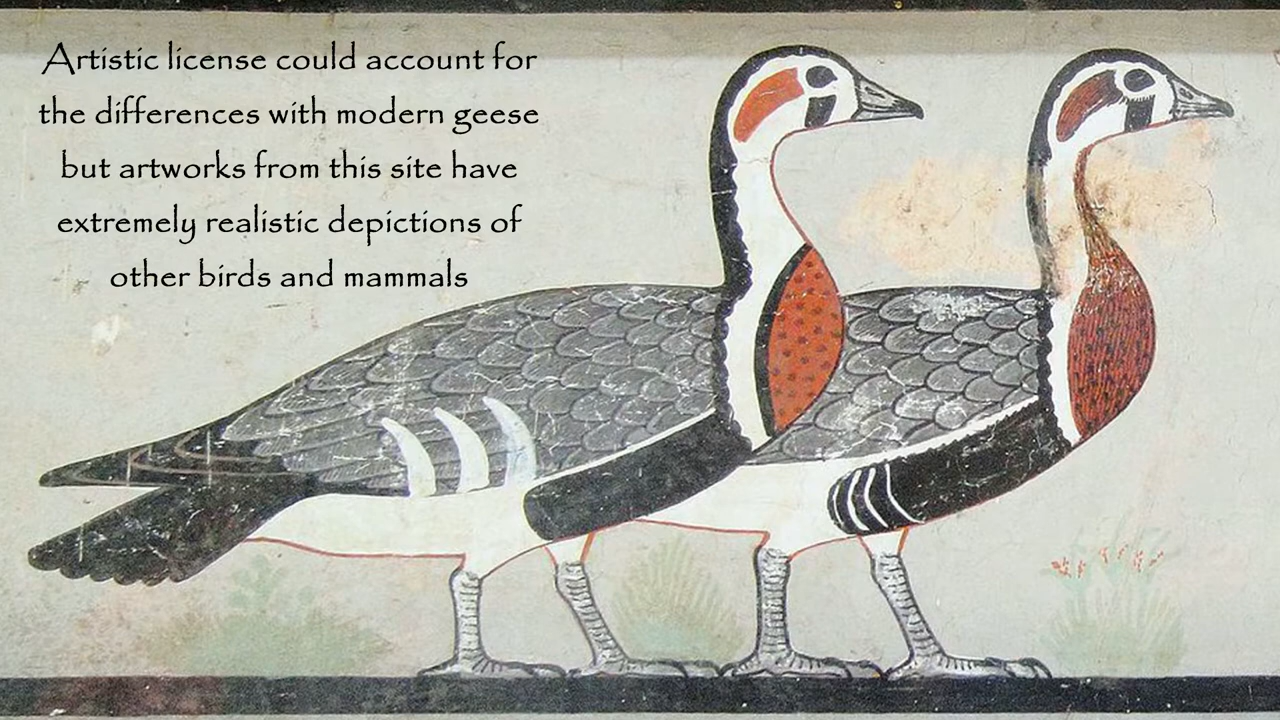 Artistic license could account for
the differences with modern geese
but artworks from this site have
extremely realistic depictions of
other birds and mammals